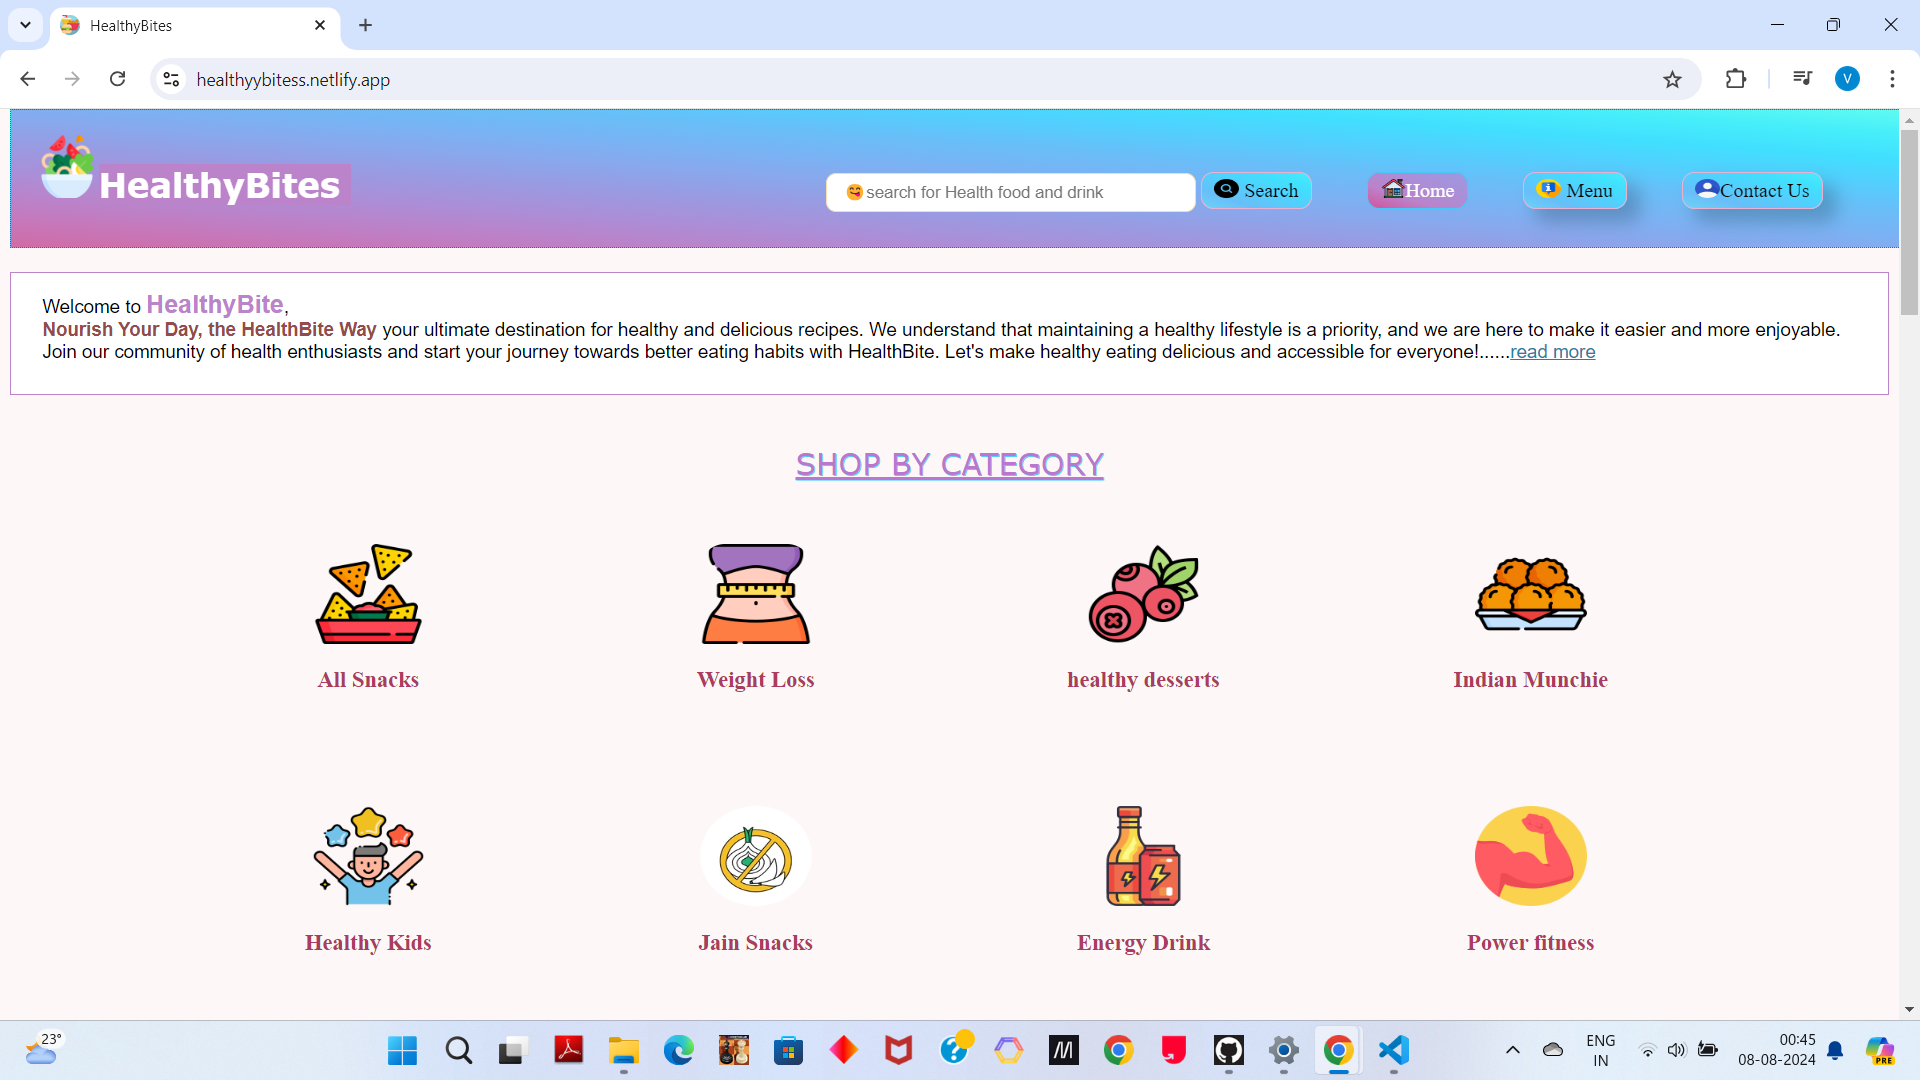 HealthyBites
healthyybitess.netlify.app
V
HealthyBites
search for Health food and drink
Search
Home
Menu
Contact Us
Welcome to HealthyBite,
Nourish Your Day, the HealthBite Way your ultimate destination for healthy and delicious recipes. We understand that maintaining a healthy lifestyle is a priority, and we are here to make it easier and more enjoyable.
Join our community of health enthusiasts and start your journey towards better eating habits with HealthBite. Let's make healthy eating delicious and accessible for everyone!......read more
SHOP BY CATEGORY
All Snacks
Weight Loss
healthy desserts
Indian Munchie
Healthy Kids
Jain Snacks
Energy Drink
Power fitness
23°
ENG
IN
00:45
08-08-2024
PRE